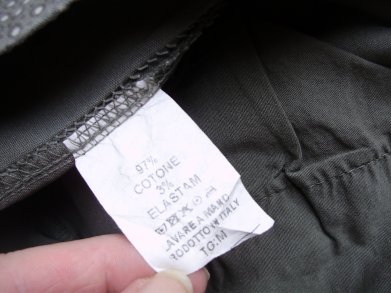 97%
COTONE
3%
ELASTAM
LAVARE A MANO
PRODOTTO IN ITALY
TG:M